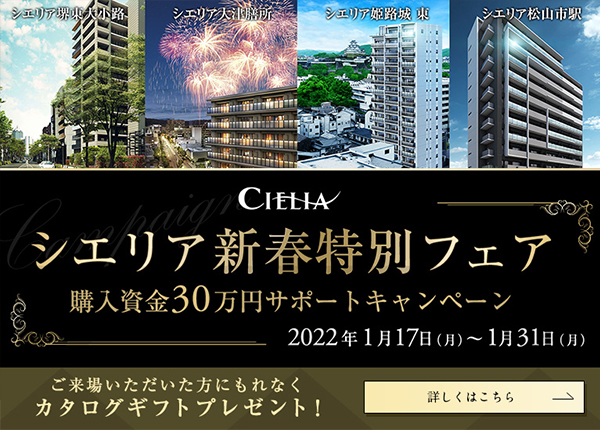 シエリア堺東大小路
シエリア大津膳所
シエリア姫路城 東
シエリア松山市駅
Campaign
CIELIA
シエリア新春特別フェア
購入資金30万円サポートキャンペーン
2022年1月17日(月)〜1月31日(月)
ご来場いただいた方にもれなく
カタログギフトプレゼント!
詳しくはこちら